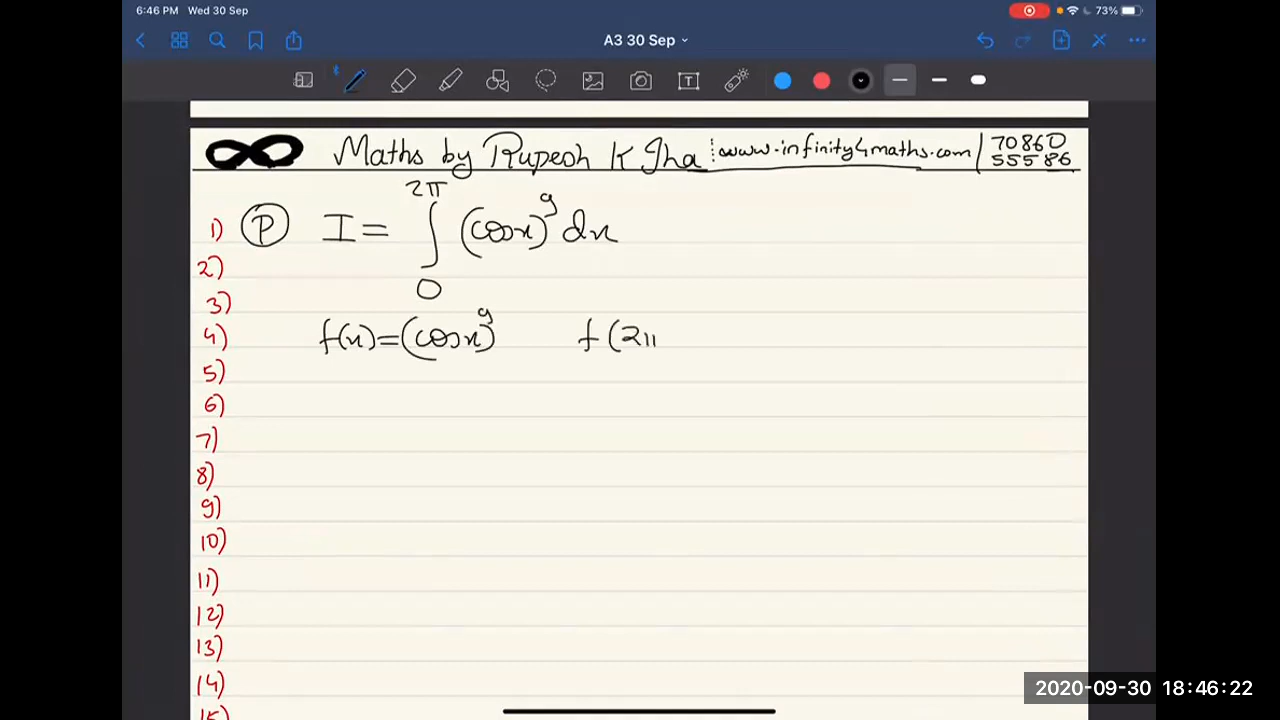 6:46 PM Wed 30 Sep 73%
A3 30 Sep
∞ Maths by Rupesh K Jha www.infinity4maths.com / 70860 55586
1) P I = ∫₀^2π (cosx)^9 dx
2)
3)
4) f(x) = (cosx)^9 f(2π
5)
6)
7)
8)
9)
10)
11)
12)
13)
14)
15)
2020-09-30 18:46:22